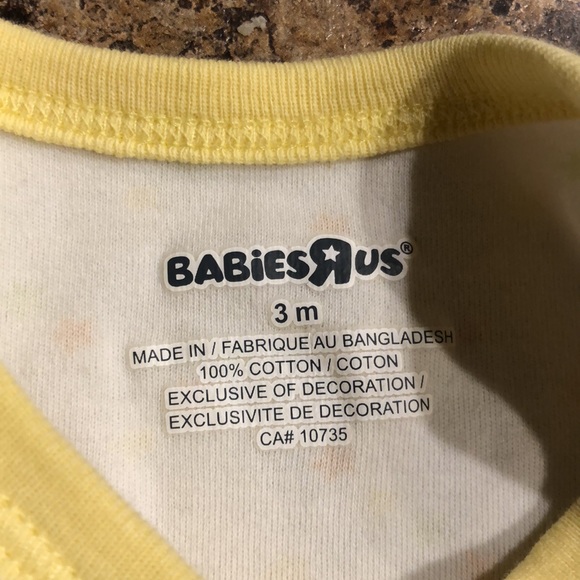 BABiESЯUS®
3 m
MADE IN / FABRIQUE AU BANGLADESH
100% COTTON / COTON
EXCLUSIVE OF DECORATION /
EXCLUSIVITE DE DECORATION
CA# 10735